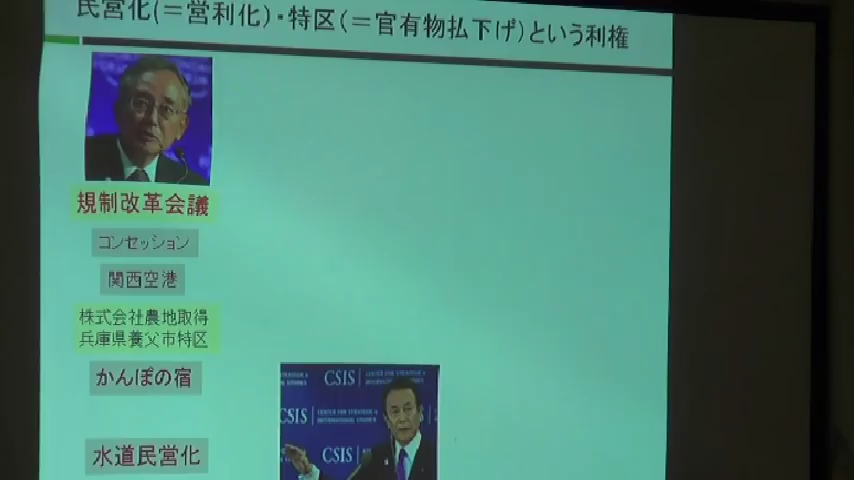 民営化(＝営利化)・特区(＝官有物払下げ)という利権
規制改革会議
コンセッション
関西空港
株式会社農地取得
兵庫県養父市特区
かんぽの宿
水道民営化
CSIS
CSIS
CSIS